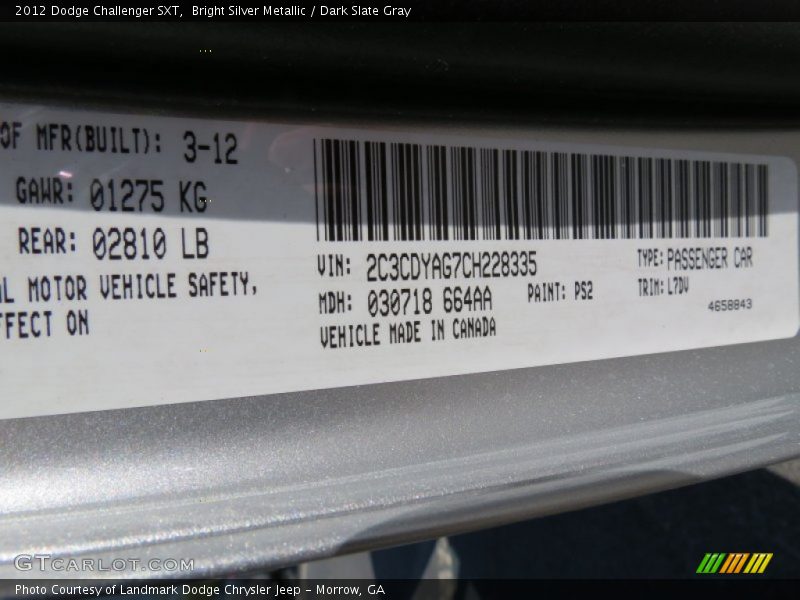 2012 Dodge Challenger SXT,  Bright Silver Metallic / Dark Slate Gray
OF MFR(BUILT): 3-12
GAWR: 01275 KG
REAR: 02810 LB
AL MOTOR VEHICLE SAFETY,
FFECT ON
VIN: 2C3CDYAG7CH228335
TYPE: PASSENGER CAR
MDH: 030718 664AA
PAINT: PS2
TRIM: L7DV
VEHICLE MADE IN CANADA
4658843
GTCARLOT.COM
Photo Courtesy of Landmark Dodge Chrysler Jeep – Morrow, GA